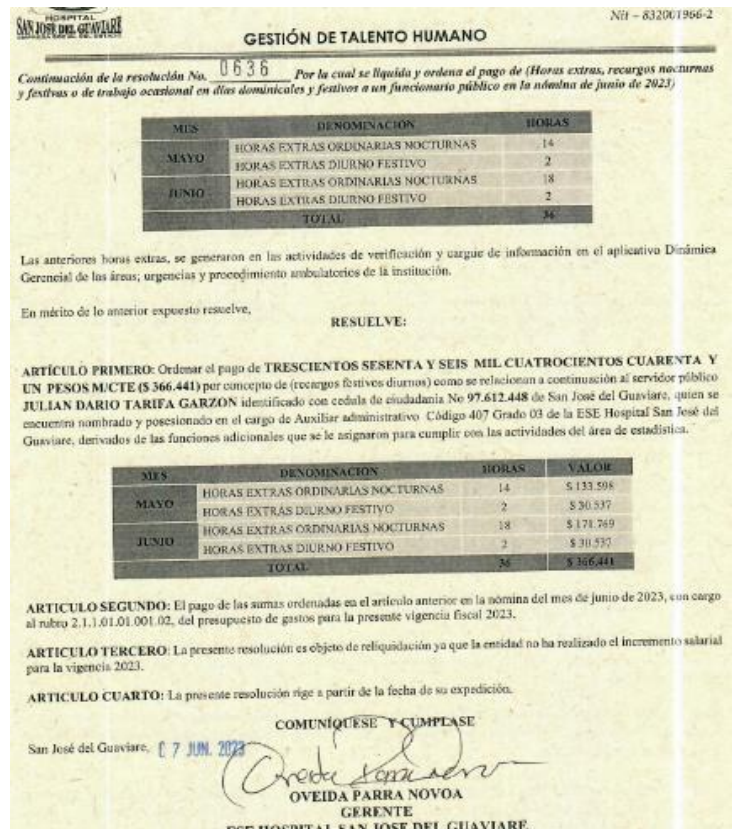 HOSPITAL
SAN JOSE DEL GUAVIARE
Nit – 832001966-2
GESTIÓN DE TALENTO HUMANO
Continuación de la resolución No. 0636 Por la cual se liquida y ordena el pago de (Horas extras, recargos nocturnas
y festivas o de trabajo ocasional en días dominicales y festivos a un funcionario público en la nómina de junio de 2023)
MES DENOMINACIÓN HORAS
MAYO HORAS EXTRAS ORDINARIAS NOCTURNAS 14
HORAS EXTRAS DIURNO FESTIVO 2
JUNIO HORAS EXTRAS ORDINARIAS NOCTURNAS 18
HORAS EXTRAS DIURNO FESTIVO 2
TOTAL 36
Las anteriores horas extras, se generaron en las actividades de verificación y cargue de información en el aplicativo Dinámica
Gerencial de las áreas; urgencias y procedimiento ambulatorios de la institución.
En mérito de lo anterior expuesto resuelve,
RESUELVE:
ARTÍCULO PRIMERO: Ordenar el pago de TRESCIENTOS SESENTA Y SEIS MIL CUATROCIENTOS CUARENTA Y
UN PESOS M/CTE ($ 366.441) por concepto de (recargos festivos diurnos) como se relacionan a continuación al servidor público
JULIAN DARIO TARIFA GARZON identificado con cedula de ciudadanía No 97.612.448 de San José del Guaviare, quien se
encuentra nombrado y posesionado en el cargo de Auxiliar administrativo Código 407 Grado 03 de la ESE Hospital San José del
Guaviare, derivados de las funciones adicionales que se le asignaron para cumplir con las actividades del área de estadística.
MES DENOMINACIÓN HORAS VALOR
MAYO HORAS EXTRAS ORDINARIAS NOCTURNAS 14 $ 133.598
HORAS EXTRAS DIURNO FESTIVO 2 $ 30.537
JUNIO HORAS EXTRAS ORDINARIAS NOCTURNAS 18 $ 171.769
HORAS EXTRAS DIURNO FESTIVO 2 $ 30.537
TOTAL 36 $ 366.441
ARTICULO SEGUNDO: El pago de las sumas ordenadas en el artículo anterior en la nómina del mes de junio de 2023, con cargo
al rubro 2.1.1.01.01.001.02, del presupuesto de gastos para la presente vigencia fiscal 2023.
ARTICULO TERCERO: La presente resolución es objeto de reliquidación ya que la entidad no ha realizado el incremento salarial
para la vigencia 2023.
ARTICULO CUARTO: La presente resolución rige a partir de la fecha de su expedición.
COMUNÍQUESE Y CUMPLASE
San José del Guaviare, 07 JUN. 2023
Oveida Parra Novoa
OVEIDA PARRA NOVOA
GERENTE
ESE HOSPITAL SAN JOSE DEL GUAVIARE